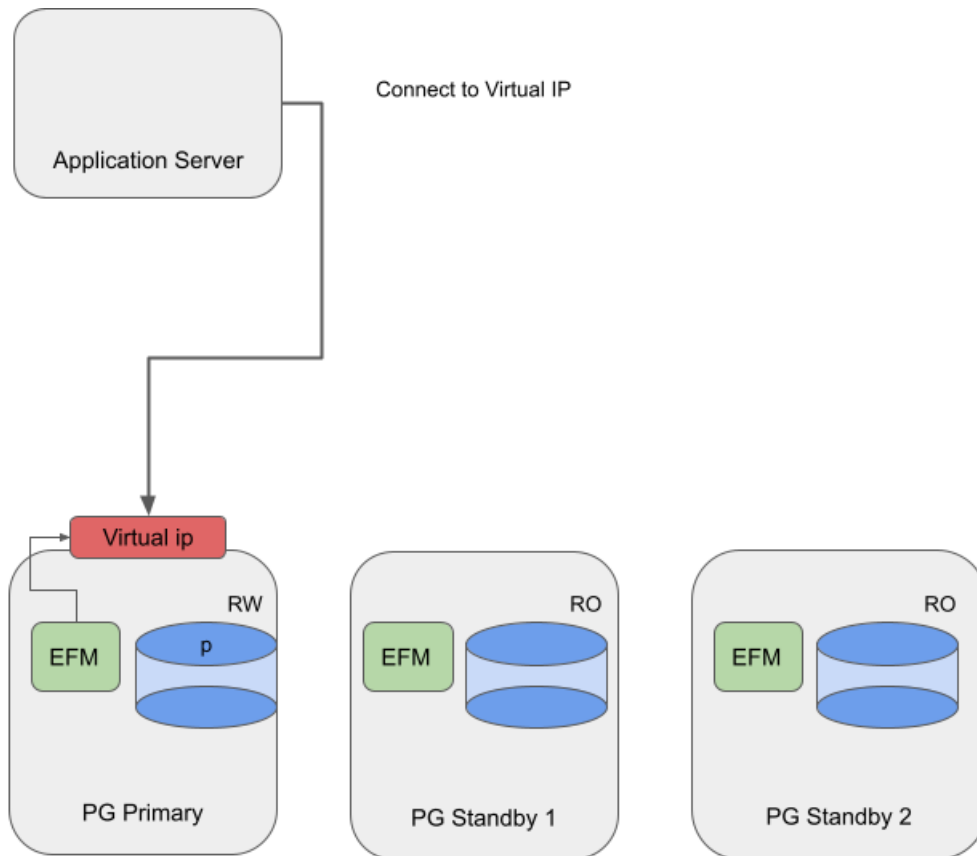 Connect to Virtual IP
Application Server
Virtual ip
RW
EFM
p
PG Primary
RO
EFM
PG Standby 1
RO
EFM
PG Standby 2